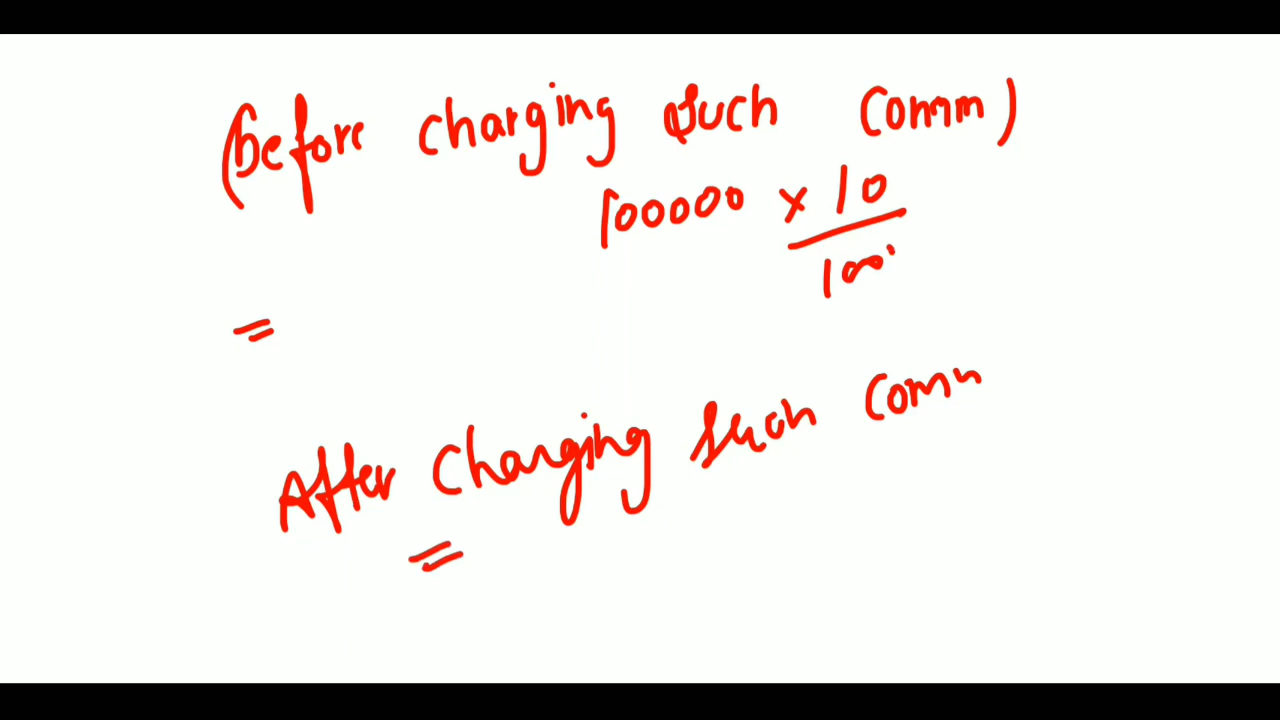 (before charging such comm)
100000 × 10
100
=
After charging such comm
=